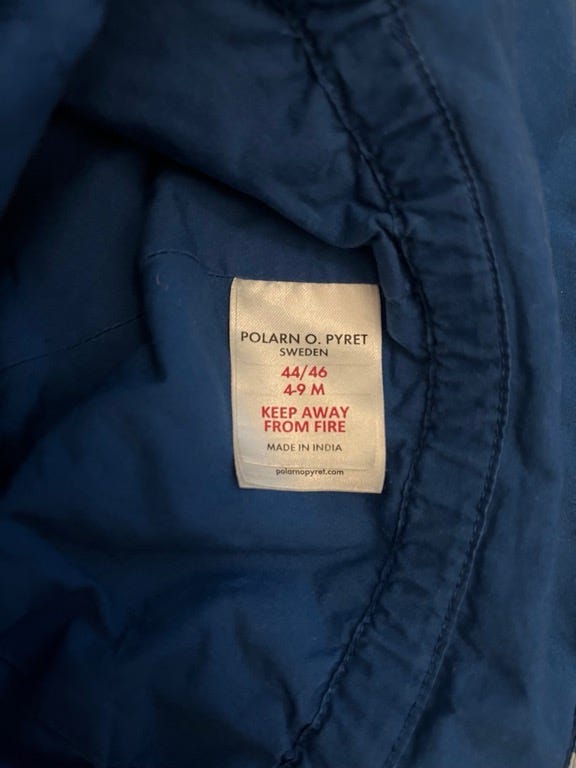 POLARN O. PYRET
SWEDEN
44/46
4-9 M
KEEP AWAY
FROM FIRE
MADE IN INDIA
polarnopyret.com